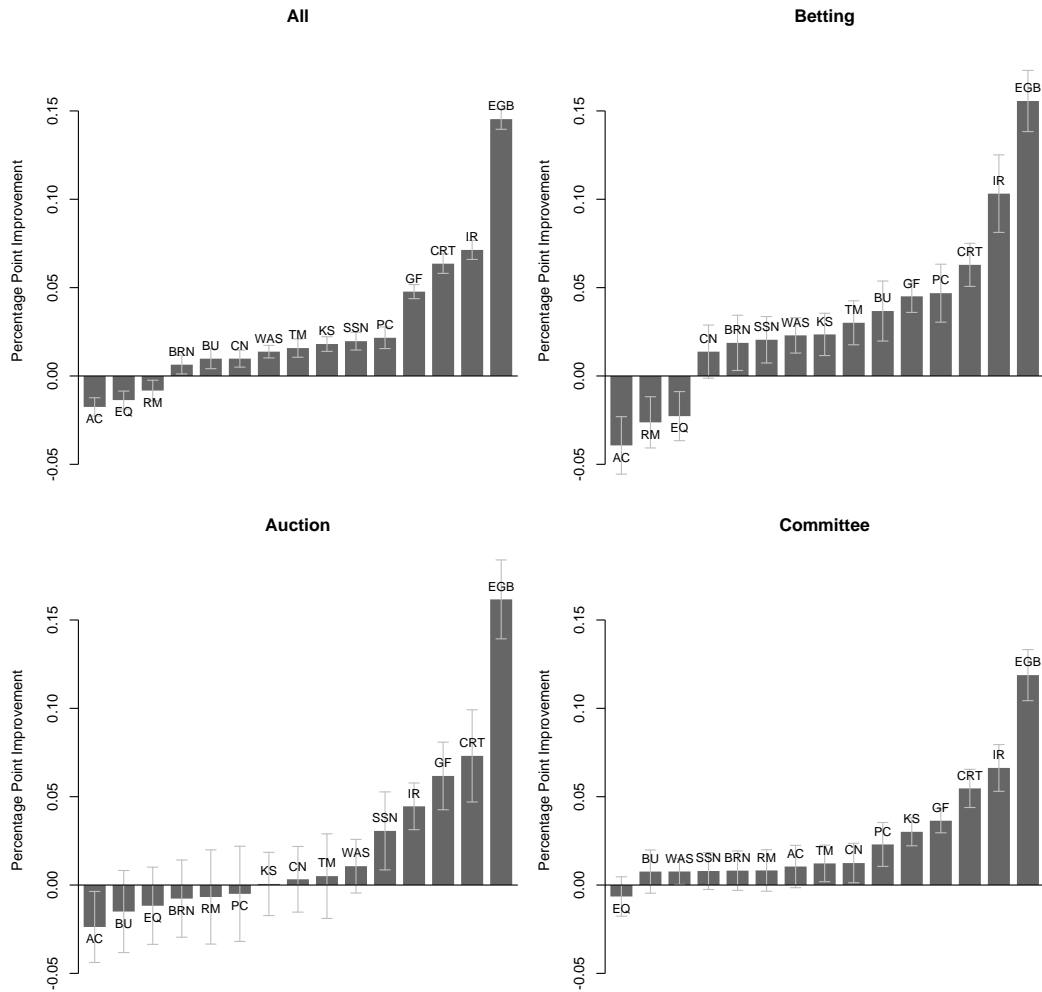 All
Percentage Point Improvement
0.15
0.10
0.05
0.00
-0.05
AC
EQ
RM
BRN
BU
CN
WAS
TM
KS
SSN
PC
GF
CRT
IR
EGB
Betting
Percentage Point Improvement
0.15
0.10
0.05
0.00
-0.05
AC
RM
EQ
CN
BRN
SSN
WAS
KS
TM
BU
GF
PC
CRT
IR
EGB
Auction
Percentage Point Improvement
0.15
0.10
0.05
0.00
-0.05
AC
BU
EQ
BRN
RM
PC
KS
CN
TM
WAS
SSN
IR
GF
CRT
EGB
Committee
Percentage Point Improvement
0.15
0.10
0.05
0.00
-0.05
EQ
BU
WAS
SSN
BRN
RM
AC
TM
CN
PC
KS
GF
CRT
IR
EGB